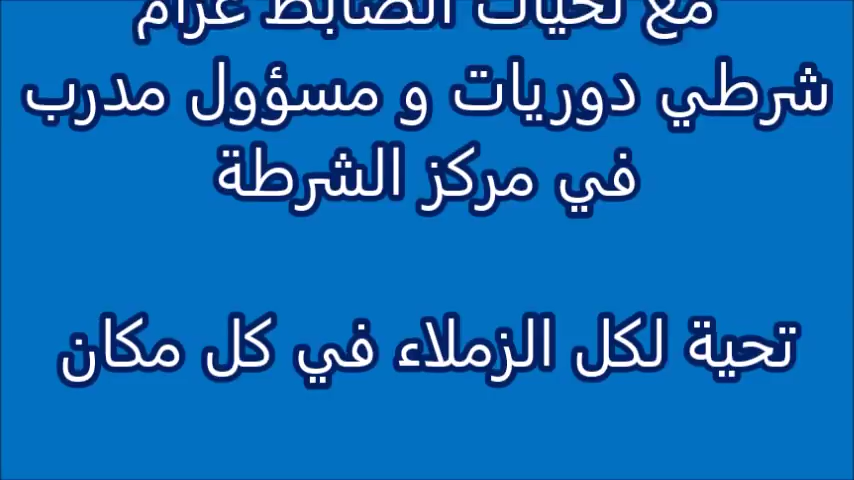 مع تحيات الضابط عزام
شرطي دوريات و مسؤول مدرب
في مركز الشرطة
تحية لكل الزملاء في كل مكان